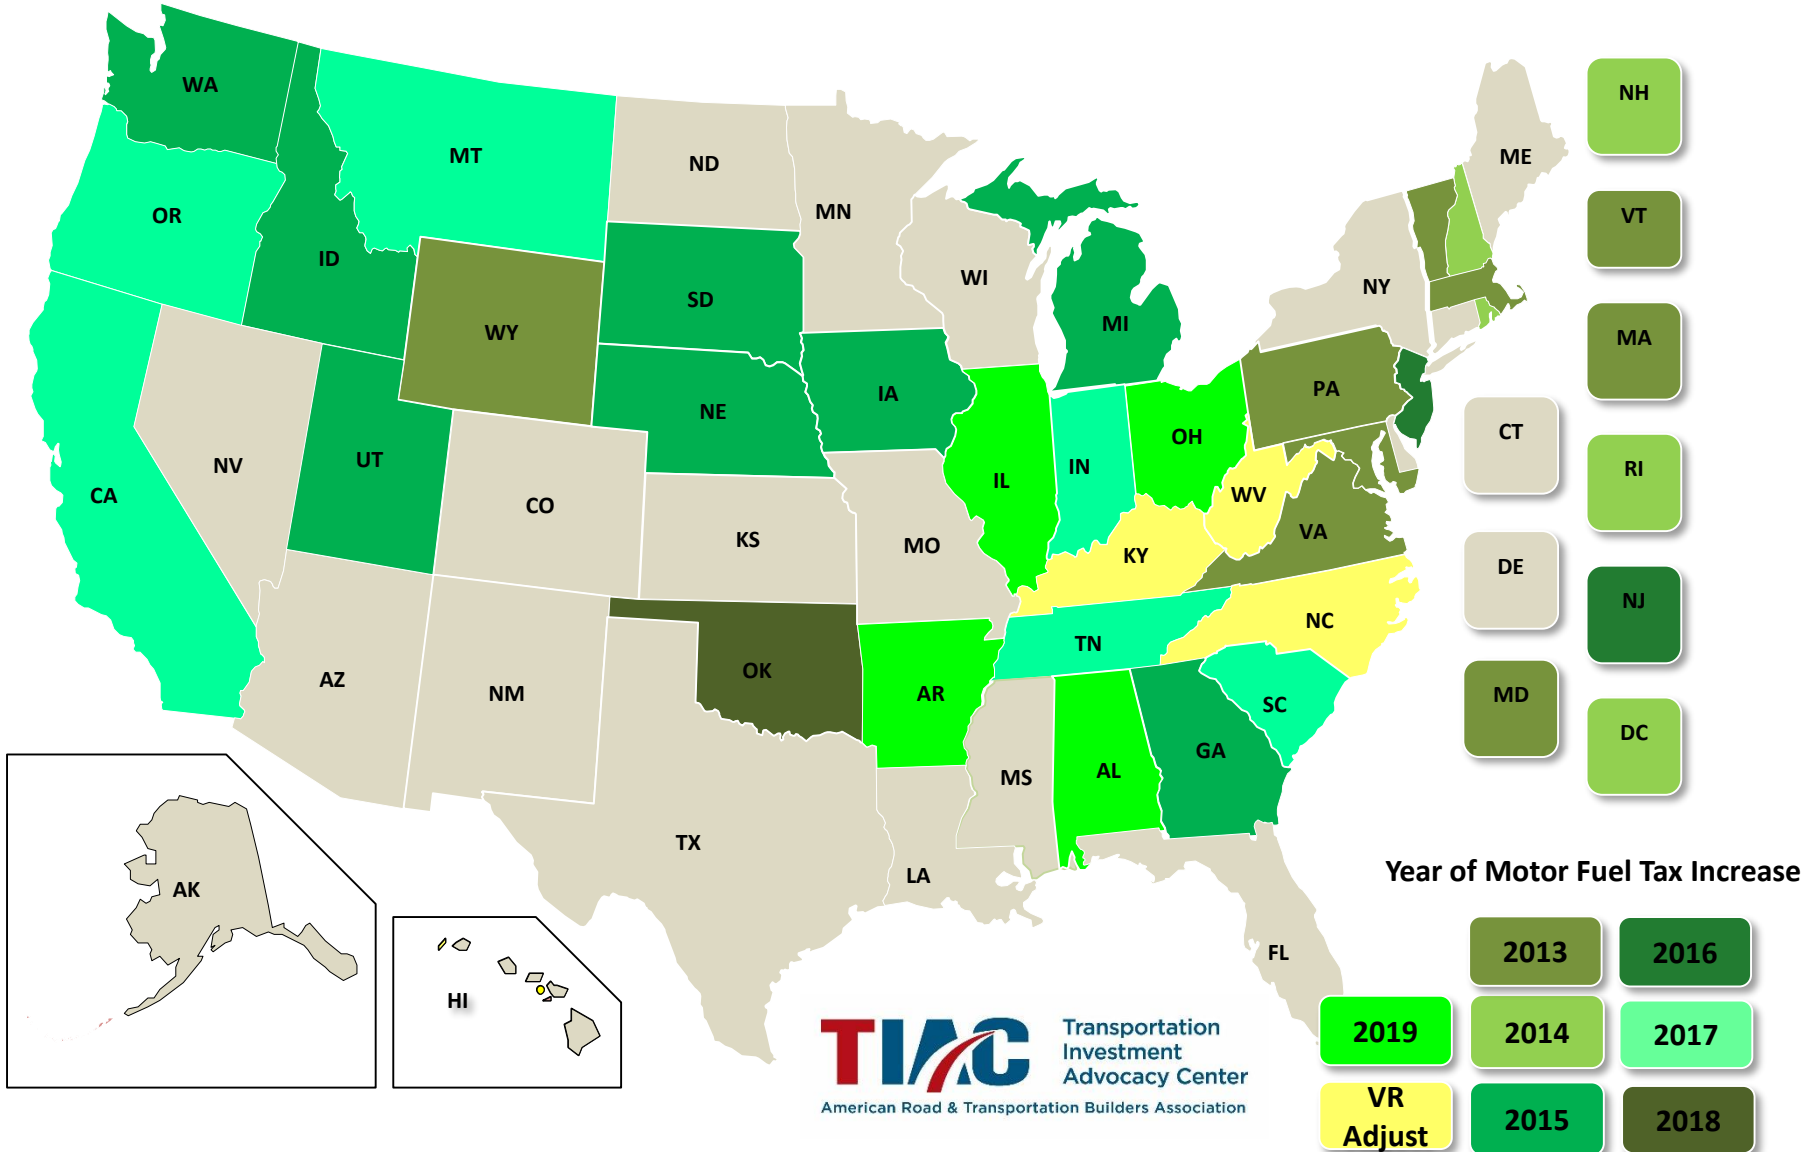 WA
MT
ND
MN
ME
NH
OR
ID
SD
WI
NY
VT
WY
MI
MA
NE
IA
PA
CT
NV
UT
IL
IN
OH
RI
CA
CO
KS
MO
WV
KY
VA
DE
NJ
AZ
NM
OK
AR
TN
NC
SC
MD
DC
TX
MS
AL
GA
LA
FL
AK
HI
Year of Motor Fuel Tax Increase
2013
2016
2019
2014
2017
VR
Adjust
2015
2018
TIAC
Transportation
Investment
Advocacy Center
American Road & Transportation Builders Association